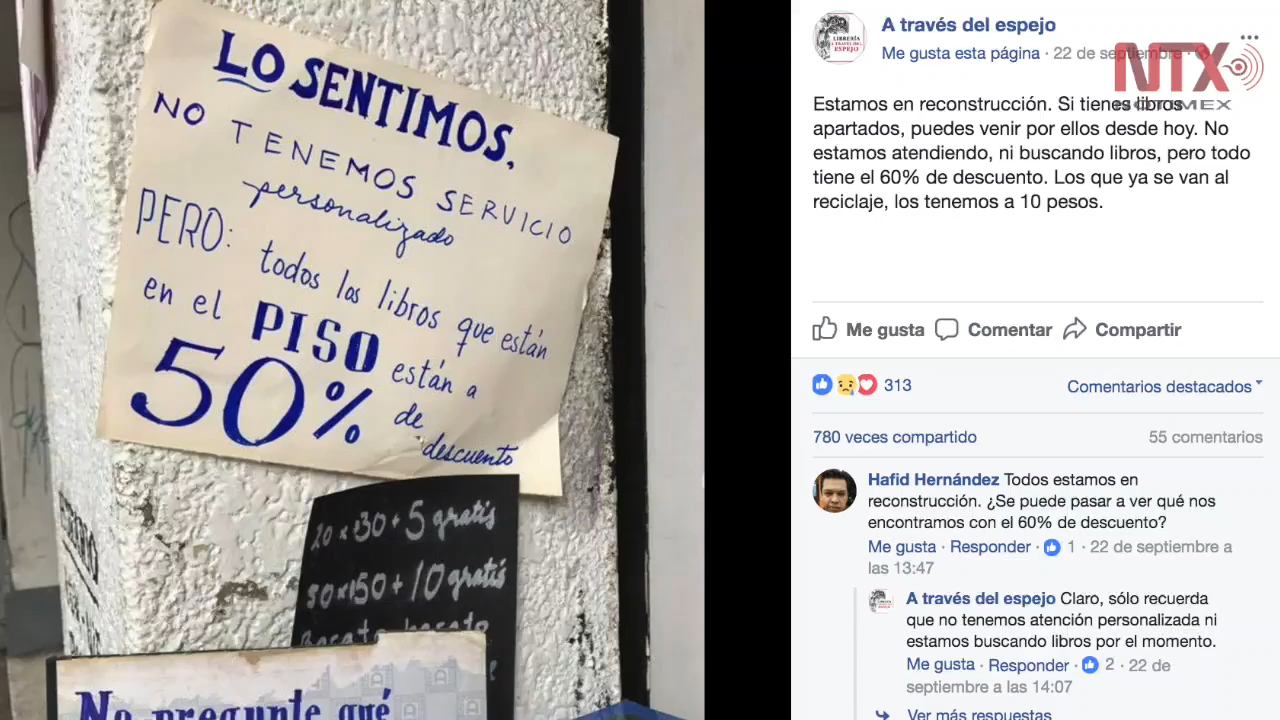 LO SENTIMOS,
NO TENEMOS SERVICIO
personalizado
PERO: todos los libros que están
en el PISO están a
50% de
descuento
20 x $30 + 5 gratis
50 x $50 + 10 gratis
No pregunte qué
A través del espejo
Me gusta esta página · 22 de septiembre
NTX
NOTIMEX
Estamos en reconstrucción. Si tienes libros
apartados, puedes venir por ellos desde hoy. No
estamos atendiendo, ni buscando libros, pero todo
tiene el 60% de descuento. Los que ya se van al
reciclaje, los tenemos a 10 pesos.
Me gusta Comentar Compartir
313 Comentarios destacados
780 veces compartido 55 comentarios
Hafid Hernández Todos estamos en
reconstrucción. ¿Se puede pasar a ver qué nos
encontramos con el 60% de descuento?
Me gusta · Responder · 1 · 22 de septiembre a
las 13:47
A través del espejo Claro, sólo recuerda
que no tenemos atención personalizada ni
estamos buscando libros por el momento.
Me gusta · Responder · 2 · 22 de
septiembre a las 14:07
Ver más respuestas